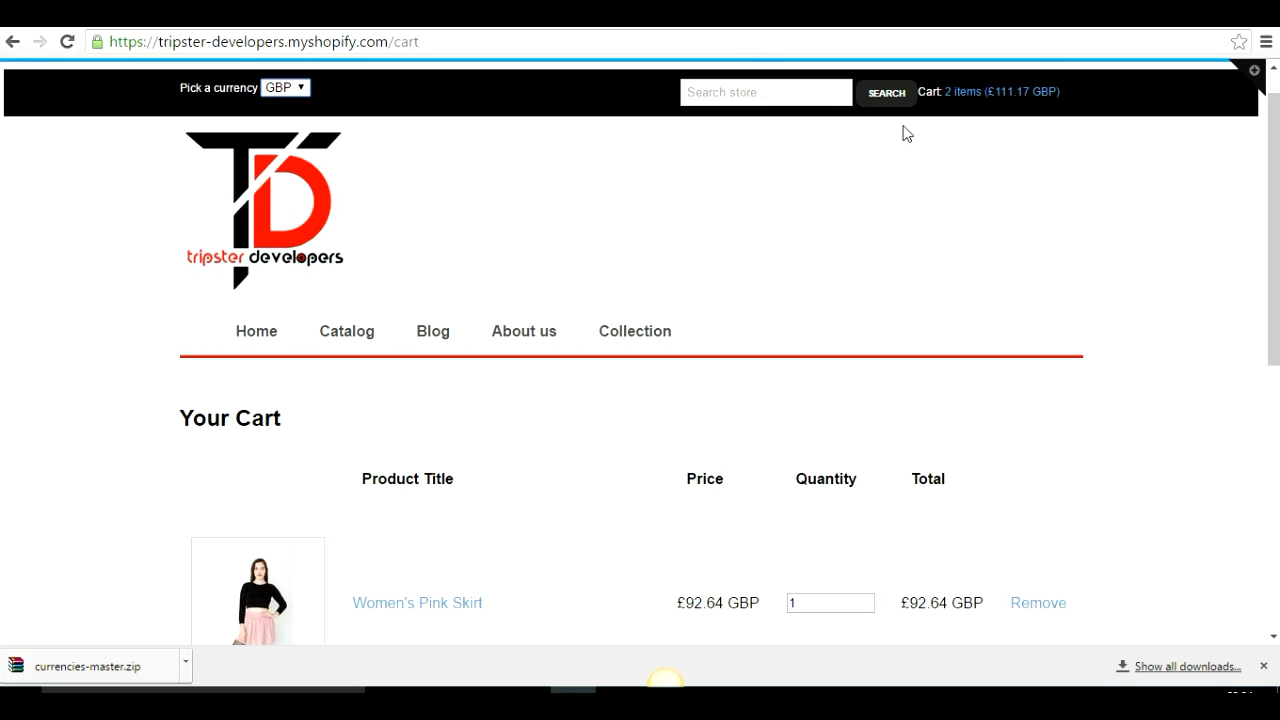 https://tripster-developers.myshopify.com/cart
Pick a currency GBP Search store ... SEARCH Cart: 2 items (£111.17 GBP)
TD
tripster developers
Home Catalog Blog About us Collection
Your Cart
Product Title Price Quantity Total
Women's Pink Skirt £92.64 GBP 1 £92.64 GBP Remove
currencies-master.zip Show all downloads...